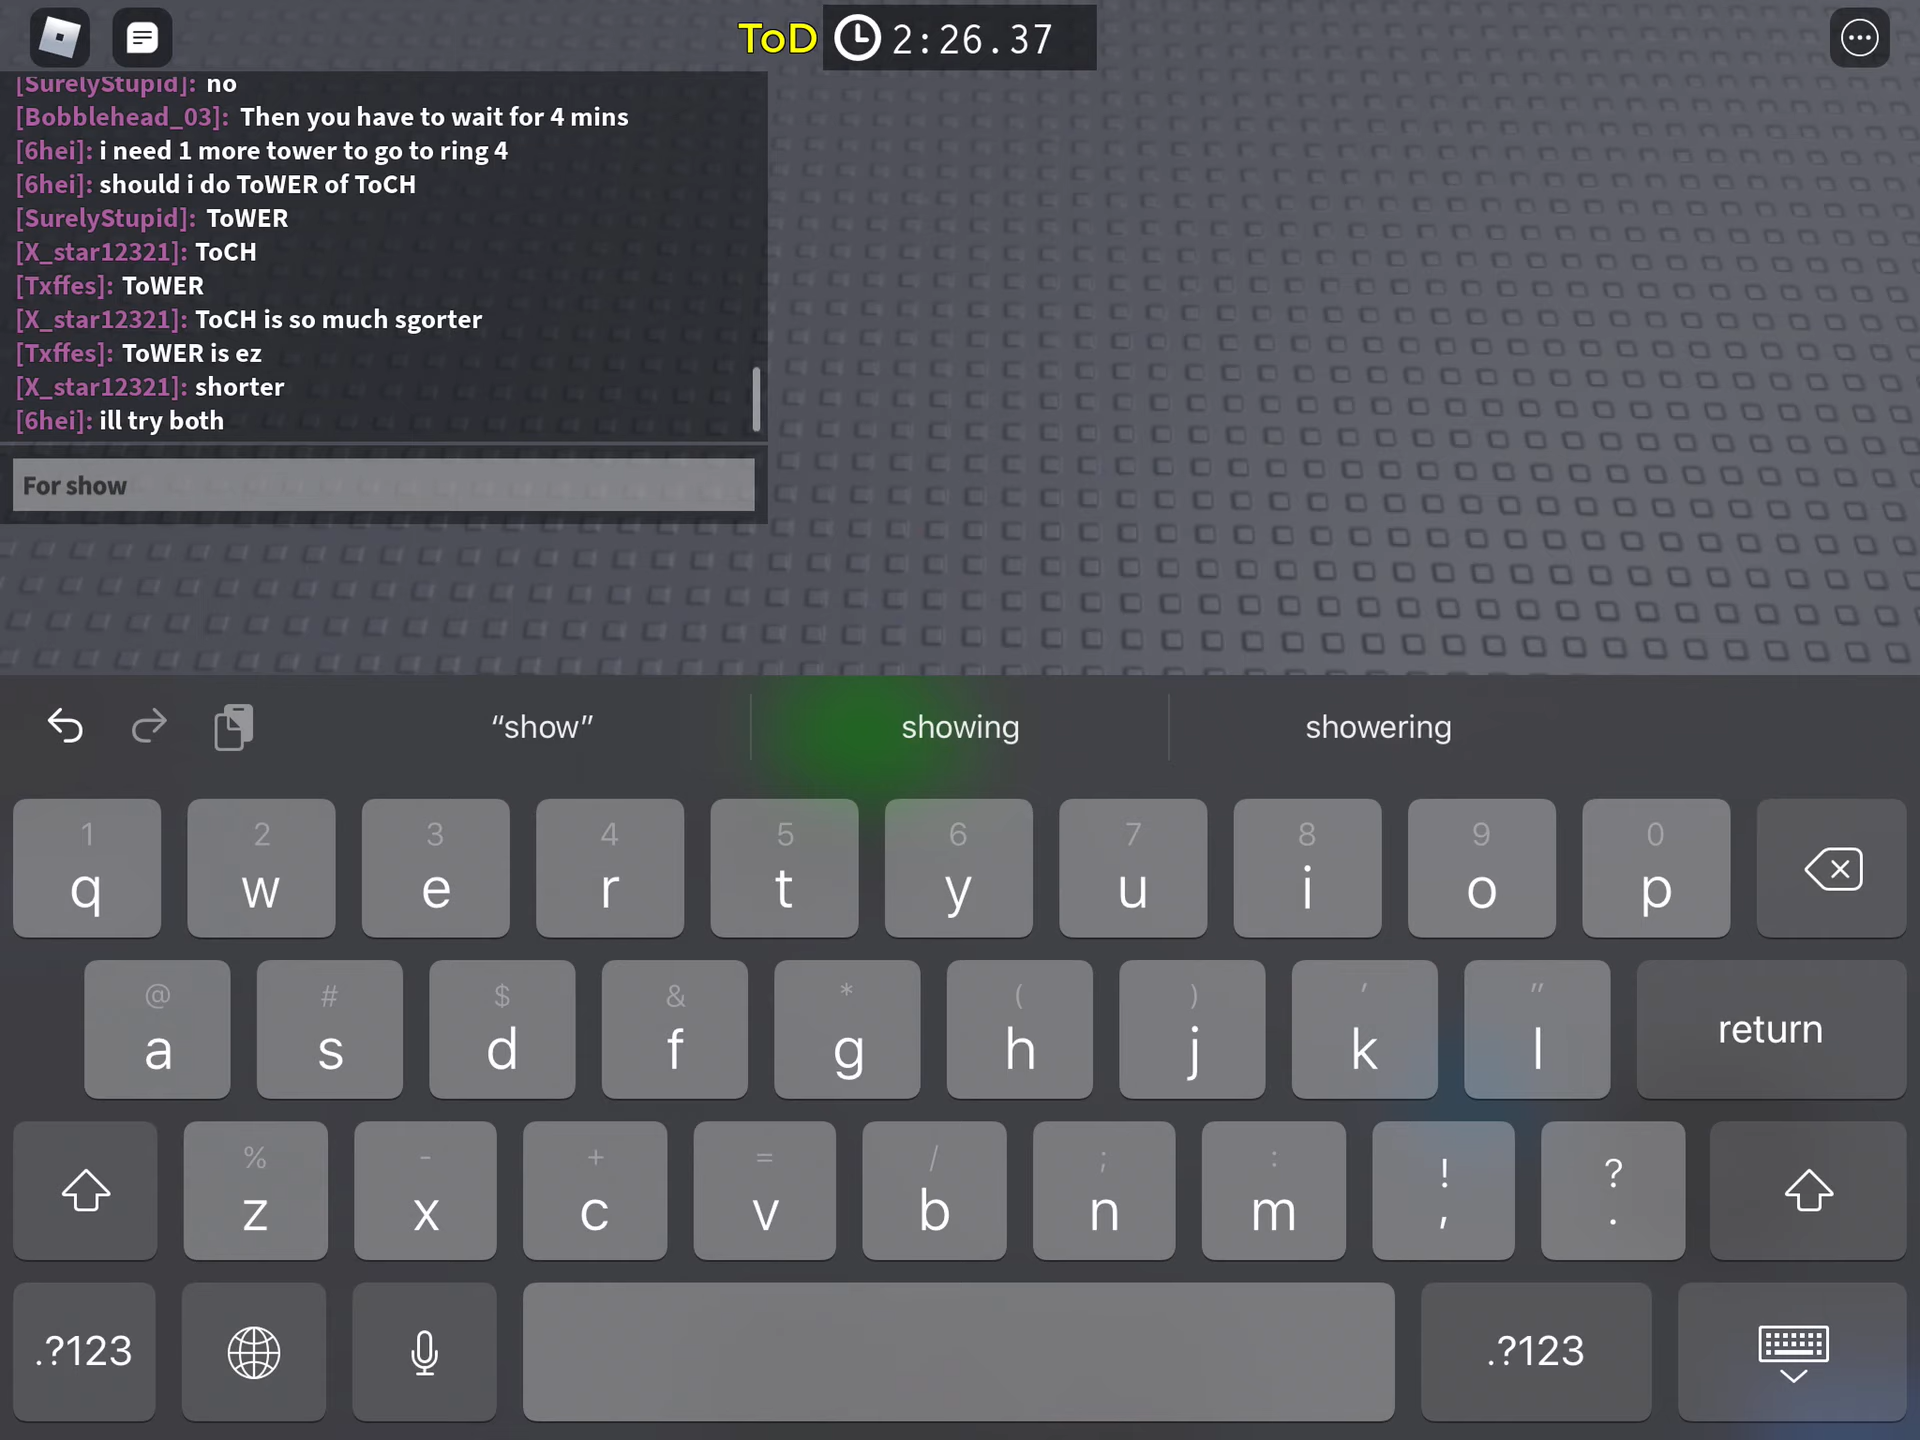 ToD 2:26.37
[SurelyStupid]: no
[Bobblehead_03]: Then you have to wait for 4 mins
[6hei]: i need 1 more tower to go to ring 4
[6hei]: should i do ToWER of ToCH
[SurelyStupid]: ToWER
[X_star12321]: ToCH
[Txffes]: ToWER
[X_star12321]: ToCH is so much sgorter
[Txffes]: ToWER is ez
[X_star12321]: shorter
[6hei]: ill try both
For show
“show” showing showering
1 2 3 4 5 6 7 8 9 0
q w e r t y u i o p
@ # $ & * ( ) ' "
a s d f g h j k l return
% - + = / ; : ! ?
z x c v b n m , .
.?123 .?123